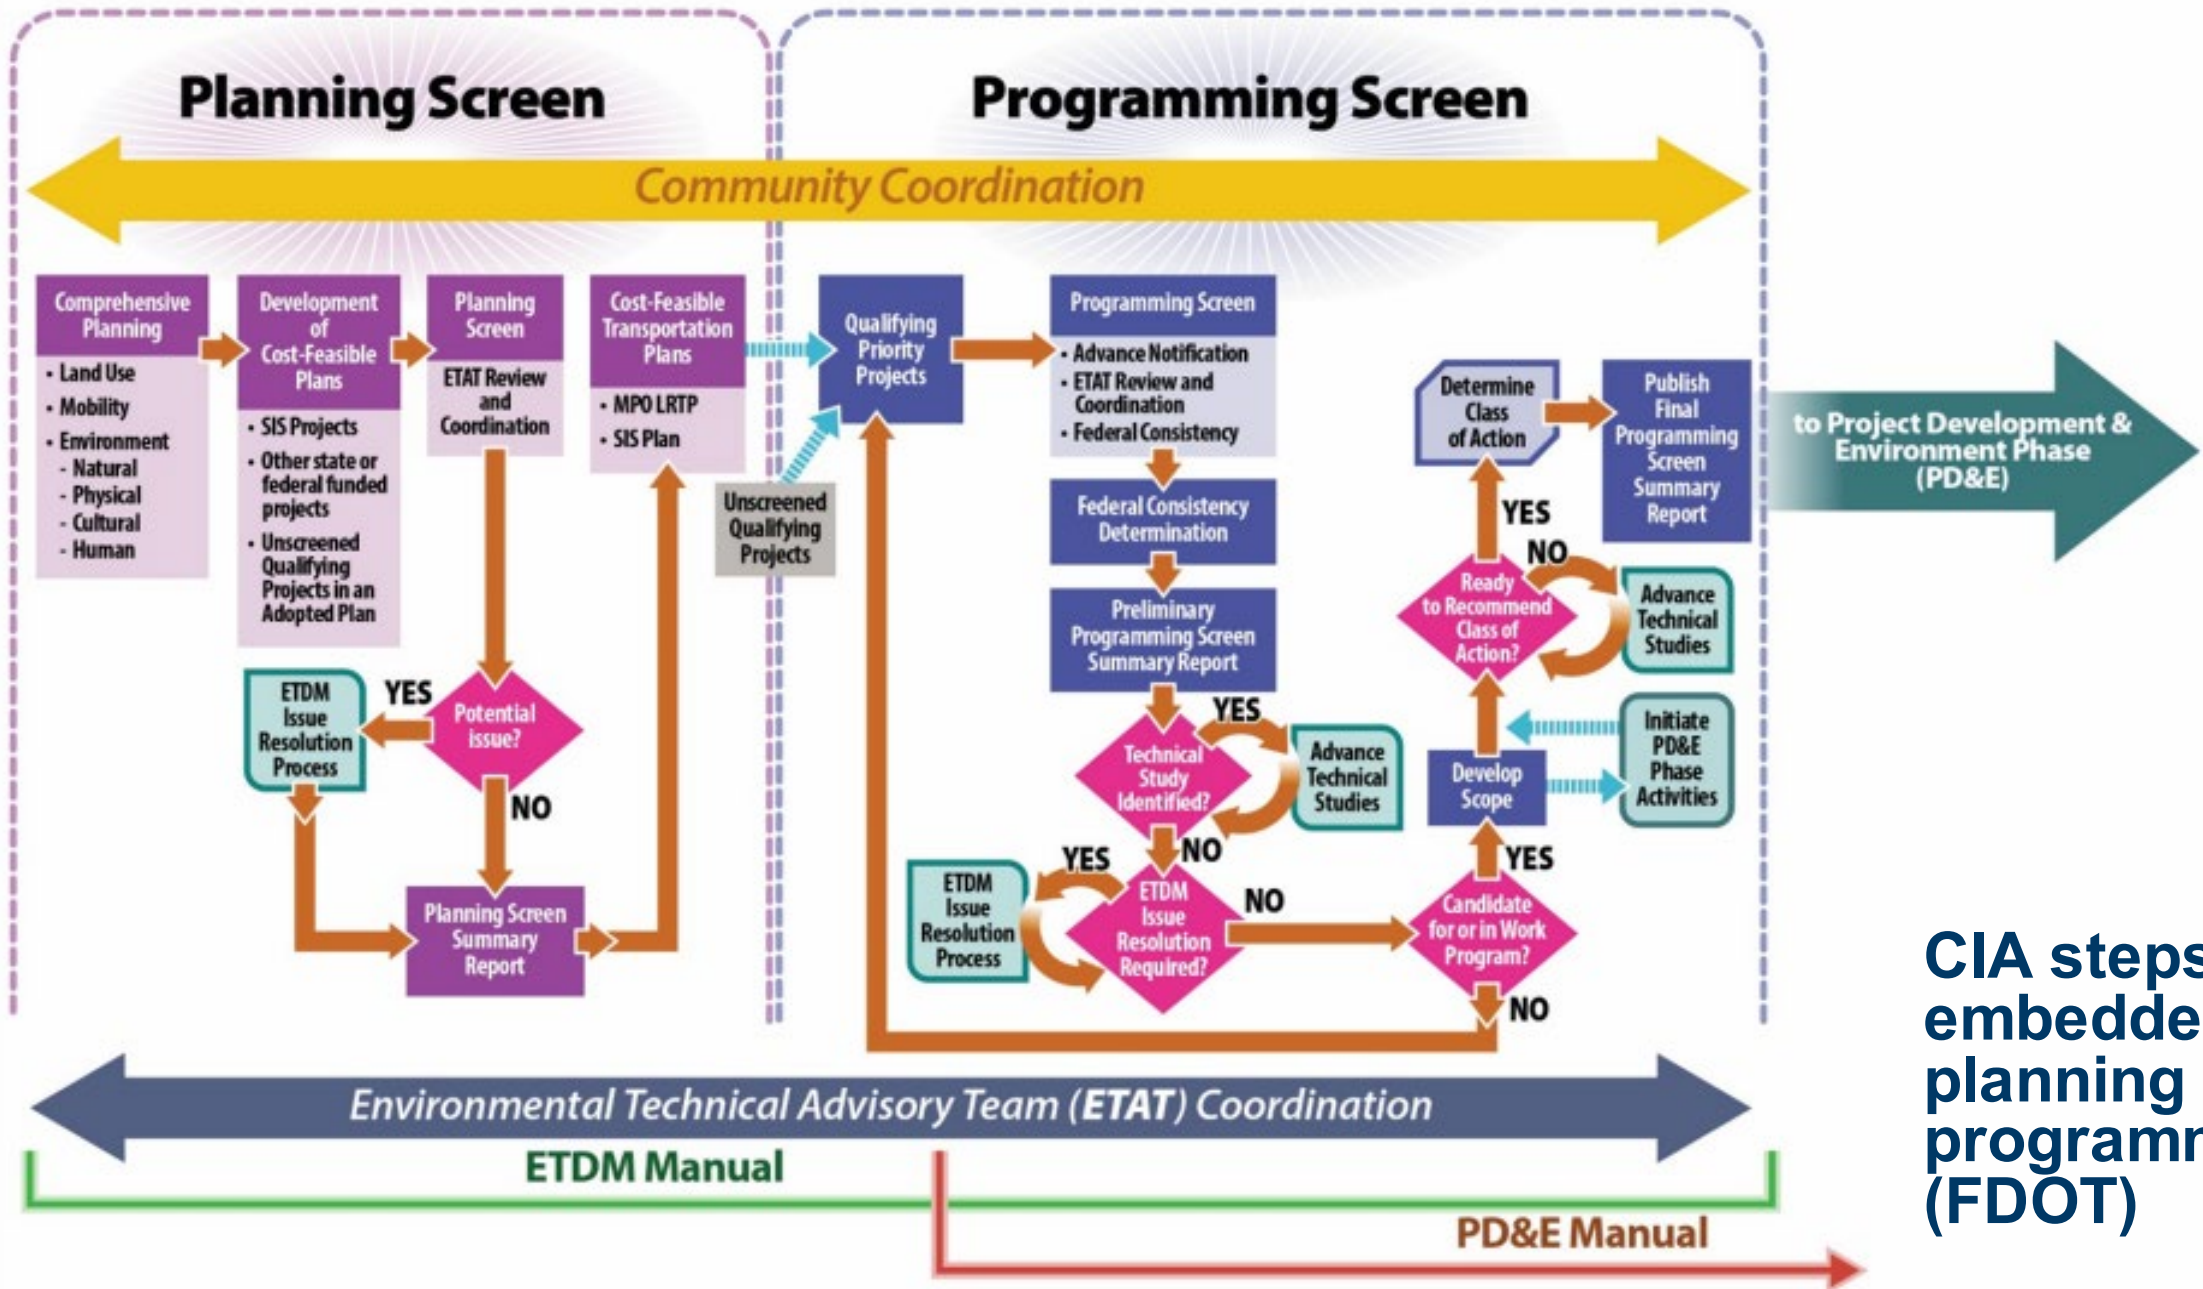 Planning Screen
Programming Screen
Community Coordination
Comprehensive
Planning
• Land Use
• Mobility
• Environment
- Natural
- Physical
- Cultural
- Human
Development
of
Cost-Feasible
Plans
• SIS Projects
• Other state or
federal funded
projects
• Unscreened
Qualifying
Projects in an
Adopted Plan
Planning
Screen
ETAT Review
and
Coordination
Cost-Feasible
Transportation
Plans
• MPO LRTP
• SIS Plan
Unscreened
Qualifying
Projects
ETDM
Issue
Resolution
Process
YES
Potential
issue?
NO
Planning Screen
Summary
Report
Qualifying
Priority
Projects
Programming Screen
• Advance Notification
• ETAT Review and
Coordination
• Federal Consistency
Federal Consistency
Determination
Preliminary
Programming Screen
Summary Report
YES
Technical
Study
Identified?
Advance
Technical
Studies
NO
YES
ETDM
Issue
Resolution
Process
ETDM
Issue
Resolution
Required?
NO
Candidate
for or in Work
Program?
NO
YES
Develop
Scope
Initiate
PD&E
Phase
Activities
Ready
to Recommend
Class of
Action?
NO
Advance
Technical
Studies
YES
Determine
Class
of Action
Publish
Final
Programming
Screen
Summary
Report
to Project Development &
Environment Phase
(PD&E)
Environmental Technical Advisory Team (ETAT) Coordination
ETDM Manual
PD&E Manual
CIA steps
embedde
planning
programm
(FDOT)